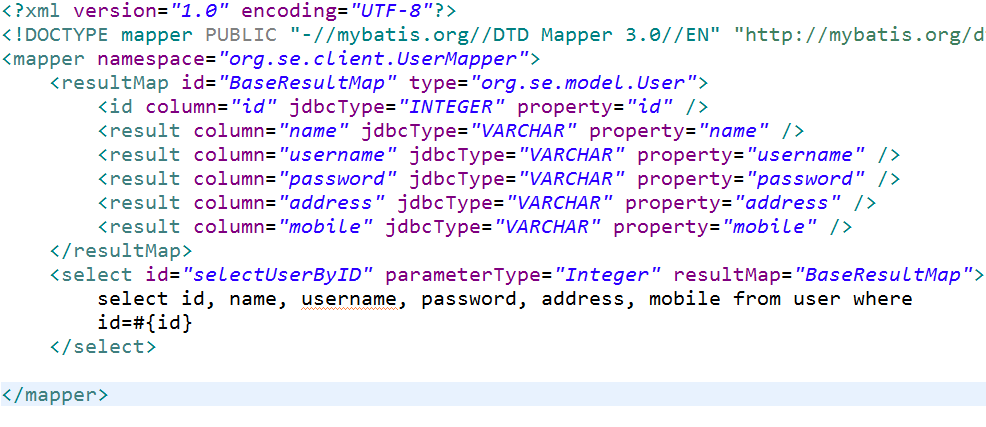 <?xml version="1.0" encoding="UTF-8"?>
<!DOCTYPE mapper PUBLIC "-//mybatis.org//DTD Mapper 3.0//EN" "http://mybatis.org/d
<mapper namespace="org.se.client.UserMapper">
    <resultMap id="BaseResultMap" type="org.se.model.User">
        <id column="id" jdbcType="INTEGER" property="id" />
        <result column="name" jdbcType="VARCHAR" property="name" />
        <result column="username" jdbcType="VARCHAR" property="username" />
        <result column="password" jdbcType="VARCHAR" property="password" />
        <result column="address" jdbcType="VARCHAR" property="address" />
        <result column="mobile" jdbcType="VARCHAR" property="mobile" />
    </resultMap>
    <select id="selectUserByID" parameterType="Integer" resultMap="BaseResultMap">
        select id, name, username, password, address, mobile from user where
        id=#{id}
    </select>
</mapper>